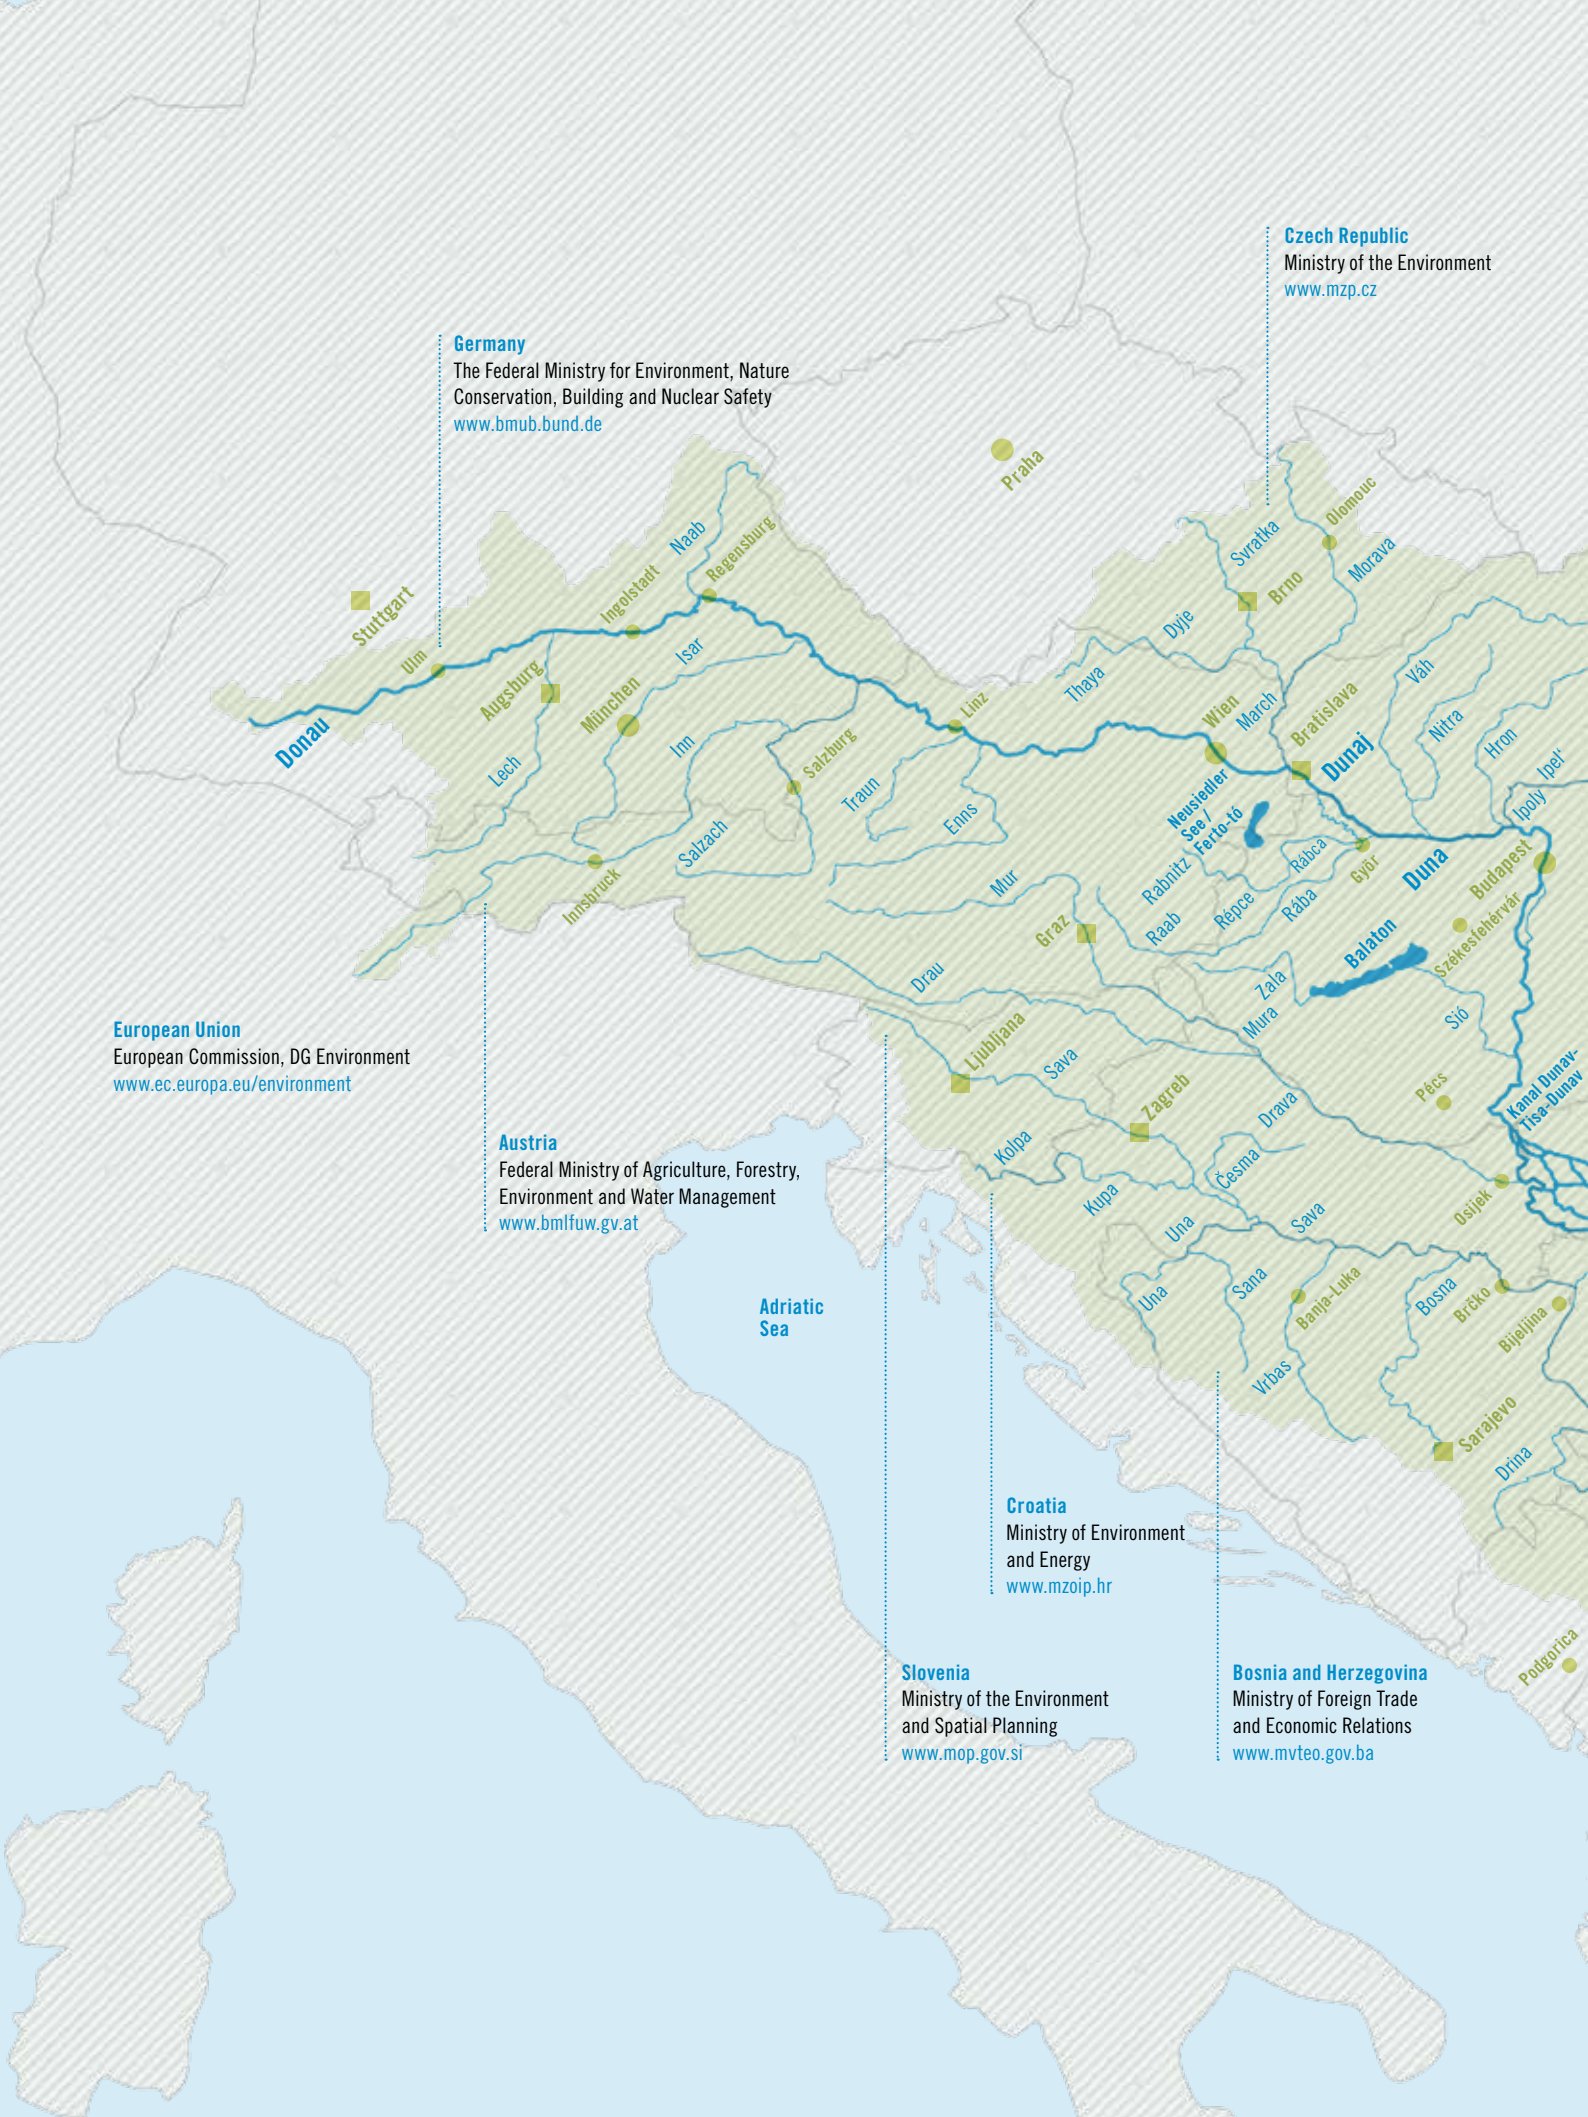 Czech Republic
Ministry of the Environment
www.mzp.cz
Germany
The Federal Ministry for Environment, Nature
Conservation, Building and Nuclear Safety
www.bmub.bund.de
Praha
Olomouc
Svratka
Morava
Brno
Naab
Regensburg
Ingolstadt
Stuttgart
Dyje
Ulm
Isar
Augsburg
München
Thaya
Váh
Linz
Wien
March
Bratislava
Donau
Inn
Salzburg
Nitra
Hron
Dunaj
Ipel‘
Lech
Traun
Enns
Neusiedler
See /
Ferto-tó
Ipoly
Salzach
Rábca
Győr
Duna
Budapest
Innsbruck
Mur
Rabnitz
Répce
Rába
Raab
Graz
Balaton
Székesfehérvár
Drau
Zala
Mura
Sió
European Union
European Commission, DG Environment
www.ec.europa.eu/environment
Ljubljana
Sava
Zagreb
Pécs
Kanal Dunav-
Tisa-Dunav
Drava
Austria
Federal Ministry of Agriculture, Forestry,
Environment and Water Management
www.bmlfuw.gv.at
Kolpa
Kupa
Česma
Osijek
Una
Sava
Una
Sana
Banja-Luka
Bosna
Brčko
Bijeljina
Adriatic
Sea
Vrbas
Sarajevo
Drina
Croatia
Ministry of Environment
and Energy
www.mzoip.hr
Podgorica
Slovenia
Ministry of the Environment
and Spatial Planning
www.mop.gov.si
Bosnia and Herzegovina
Ministry of Foreign Trade
and Economic Relations
www.mvteo.gov.ba